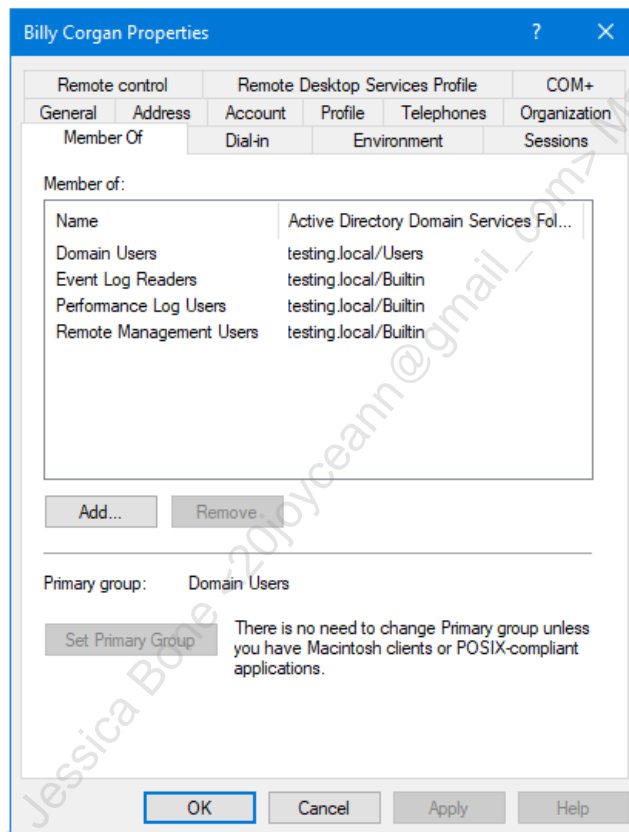 Billy Corgan Properties ? ×
Remote control Remote Desktop Services Profile COM+
General Address Account Profile Telephones Organization
Member Of Dial-in Environment Sessions
Member of:
Name Active Directory Domain Services Fol...
Domain Users testing.local/Users
Event Log Readers testing.local/Builtin
Performance Log Users testing.local/Builtin
Remote Management Users testing.local/Builtin
Add... Remove
Primary group: Domain Users
Set Primary Group
There is no need to change Primary group unless
you have Macintosh clients or POSIX-compliant
applications.
OK Cancel Apply Help
Jessica Bone <20joyceann@gmail_com>